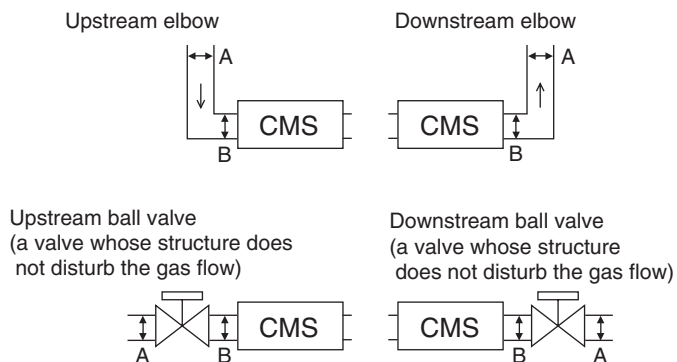 Upstream elbow
A
CMS
B
Downstream elbow
A
CMS
B
Upstream ball valve
(a valve whose structure does
not disturb the gas flow)
CMS
A
B
Downstream ball valve
(a valve whose structure
does not disturb the gas flow)
CMS
B
A